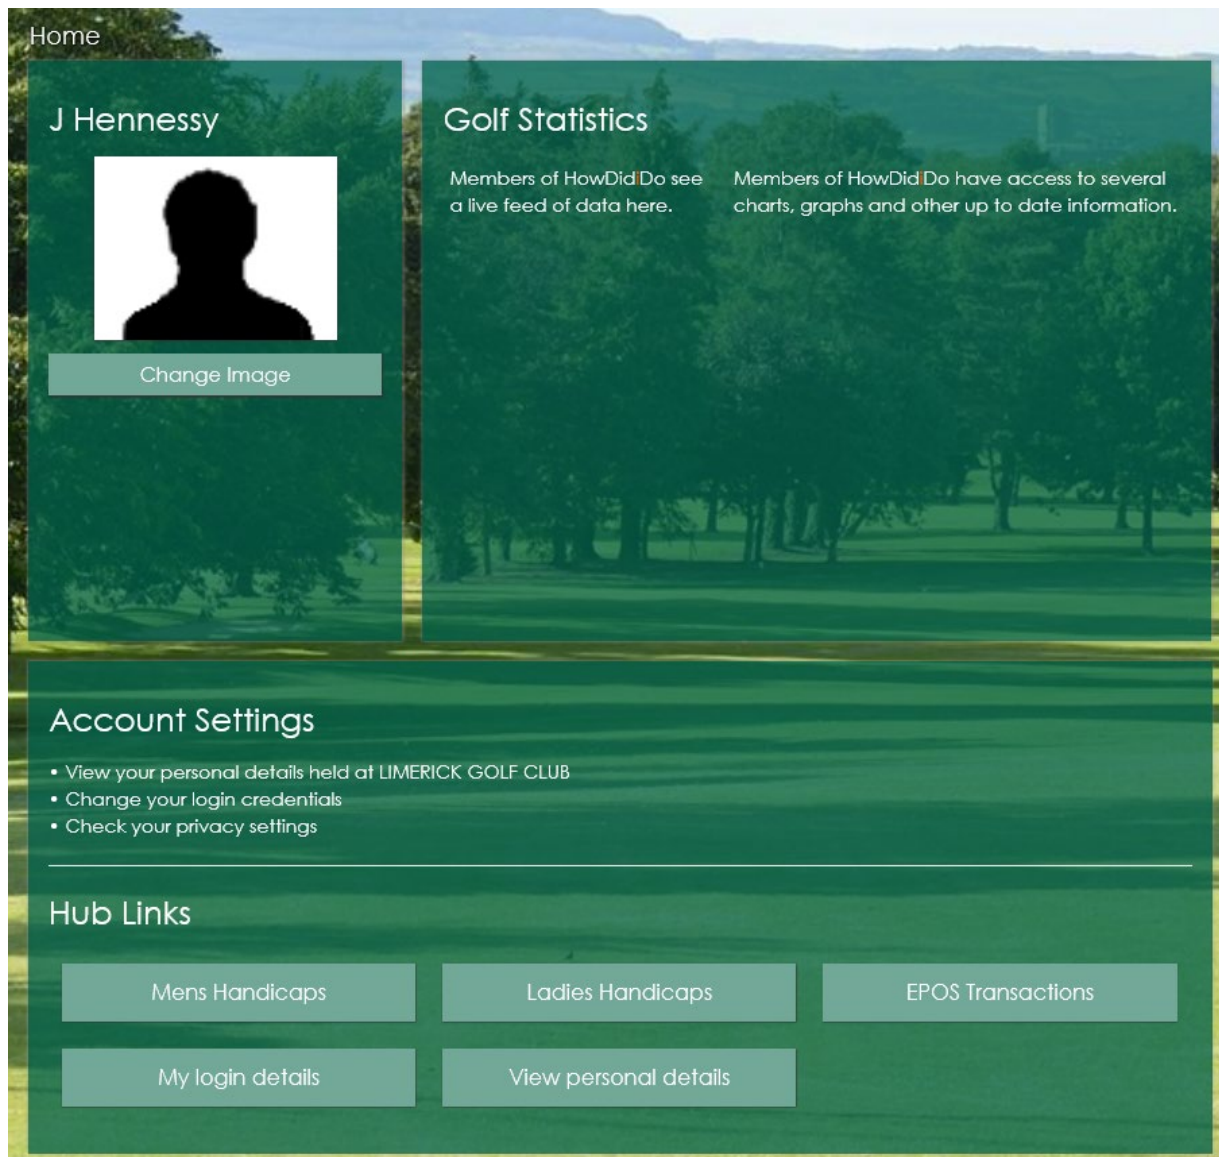 Home
J Hennessy
Change Image
Golf Statistics
Members of HowDidiDo see
a live feed of data here.
Members of HowDidiDo have access to several
charts, graphs and other up to date information.
Account Settings
• View your personal details held at LIMERICK GOLF CLUB
• Change your login credentials
• Check your privacy settings
Hub Links
Mens Handicaps
Ladies Handicaps
EPOS Transactions
My login details
View personal details